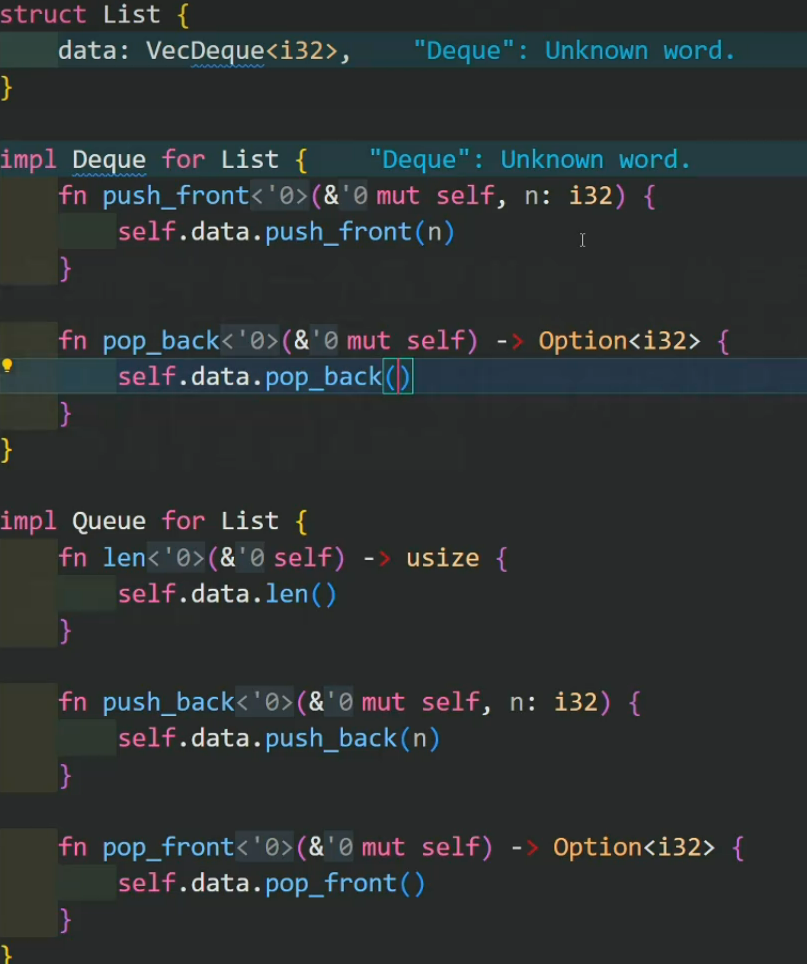 struct List {
    data: VecDeque<i32>,    "Deque": Unknown word.
}
impl Deque for List {    "Deque": Unknown word.
    fn push_front<'0>(&'0 mut self, n: i32) {
        self.data.push_front(n)
    }
    fn pop_back<'0>(&'0 mut self) -> Option<i32> {
        self.data.pop_back()
    }
}
impl Queue for List {
    fn len<'0>(&'0 self) -> usize {
        self.data.len()
    }
    fn push_back<'0>(&'0 mut self, n: i32) {
        self.data.push_back(n)
    }
    fn pop_front<'0>(&'0 mut self) -> Option<i32> {
        self.data.pop_front()
    }
}